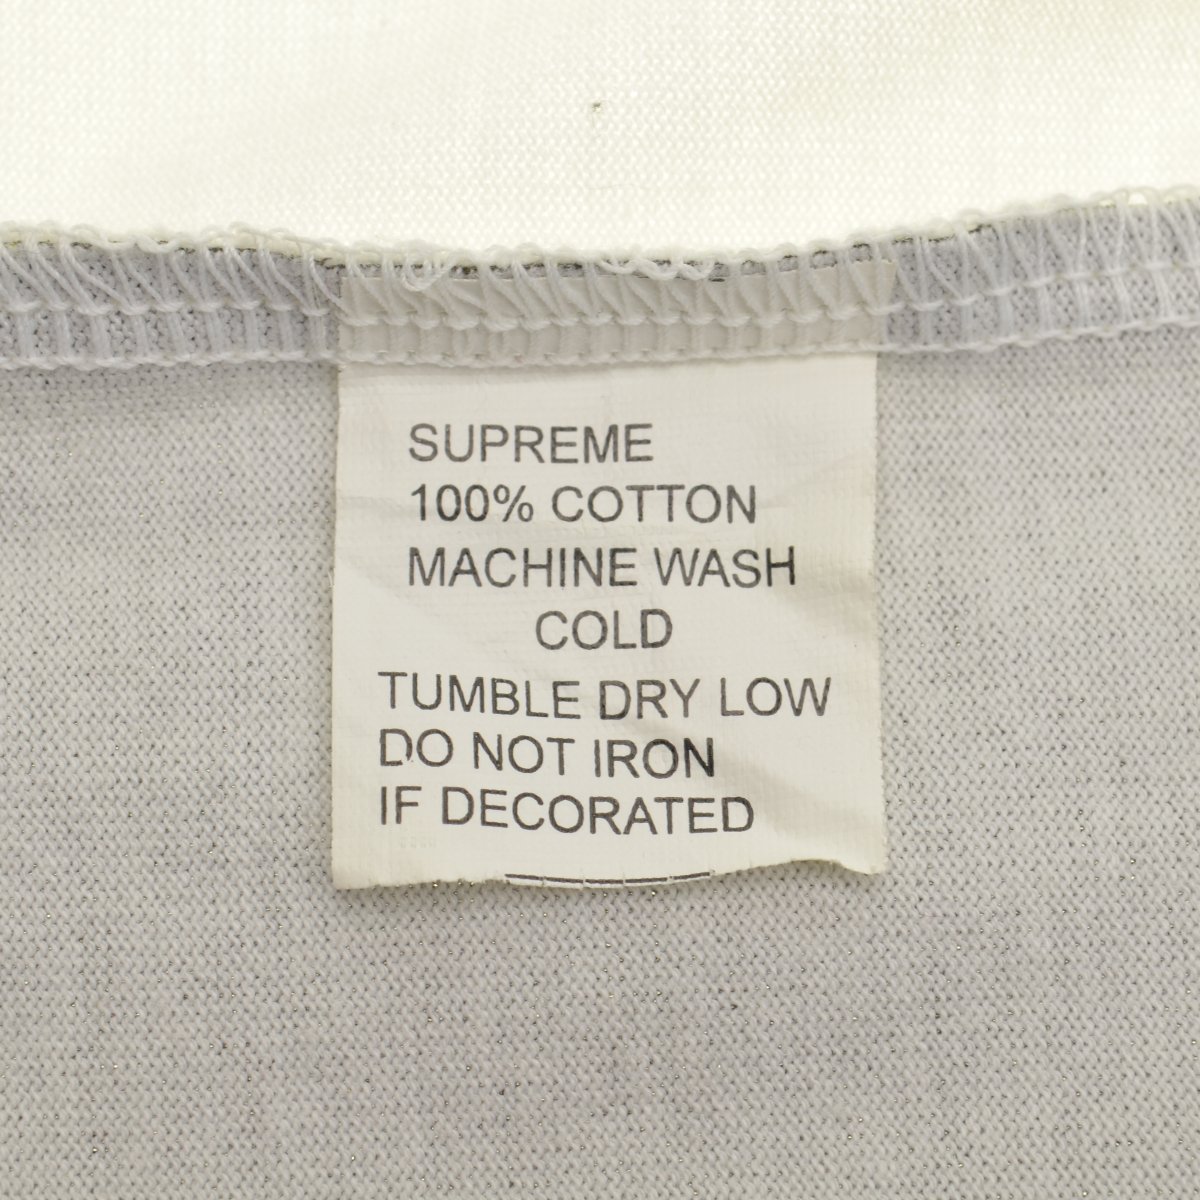 SUPREME
100% COTTON
MACHINE WASH
COLD
TUMBLE DRY LOW
DO NOT IRON
IF DECORATED